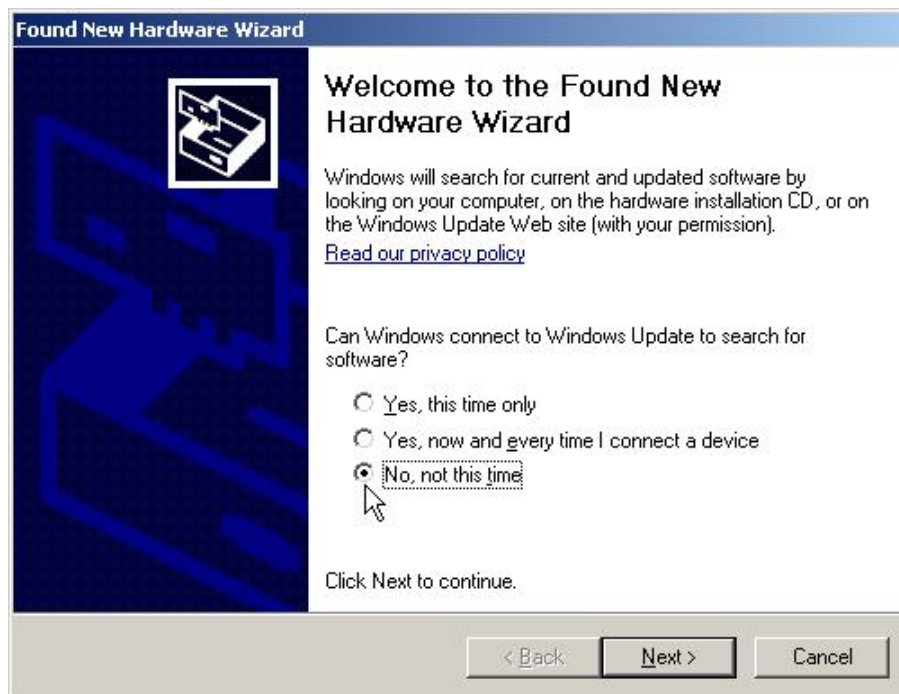 Found New Hardware Wizard
Welcome to the Found New
Hardware Wizard
Windows will search for current and updated software by
looking on your computer, on the hardware installation CD, or on
the Windows Update Web site (with your permission).
Read our privacy policy
Can Windows connect to Windows Update to search for
software?
Yes, this time only
Yes, now and every time I connect a device
No, not this time
Click Next to continue.
< Back
Next >
Cancel